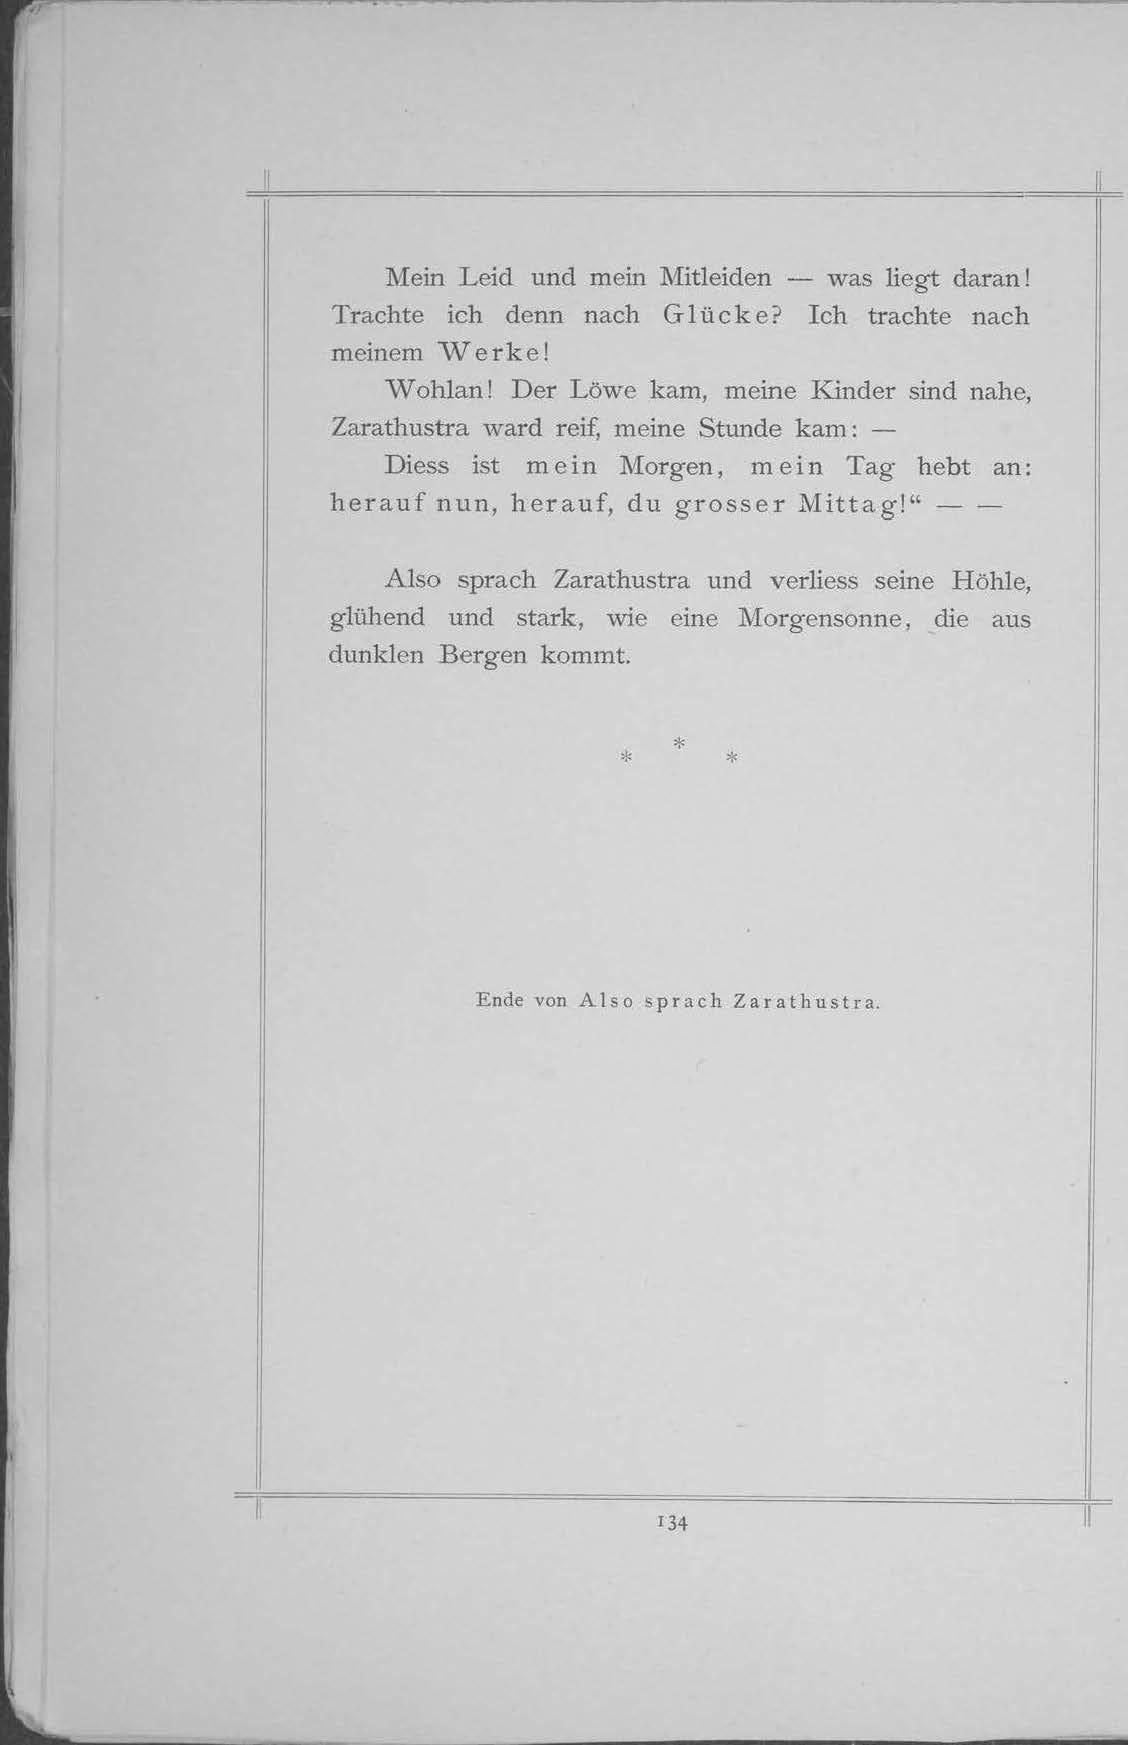 Mein Leid und mein Mitleiden — was liegt daran!
Trachte ich denn nach Glücke? Ich trachte nach
meinem Werke!
Wohlan! Der Löwe kam, meine Kinder sind nahe,
Zarathustra ward reif, meine Stunde kam: —
Diess ist mein Morgen, mein Tag hebt an:
herauf nun, herauf, du grosser Mittag!“ — —
Also sprach Zarathustra und verliess seine Höhle,
glühend und stark, wie eine Morgensonne, die aus
dunklen Bergen kommt.
* * *
Ende von Also sprach Zarathustra.
134